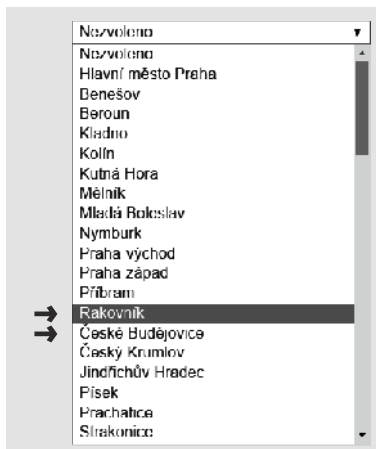 Nezvoleno
Nezvoleno
Hlavní město Praha
Benešov
Beroun
Kladno
Kolín
Kutná Hora
Mělník
Mladá Boleslav
Nymburk
Praha východ
Praha západ
Příbram
Rakovník
České Budějovice
Český Krumlov
Jindřichův Hradec
Písek
Prachatice
Strakonice